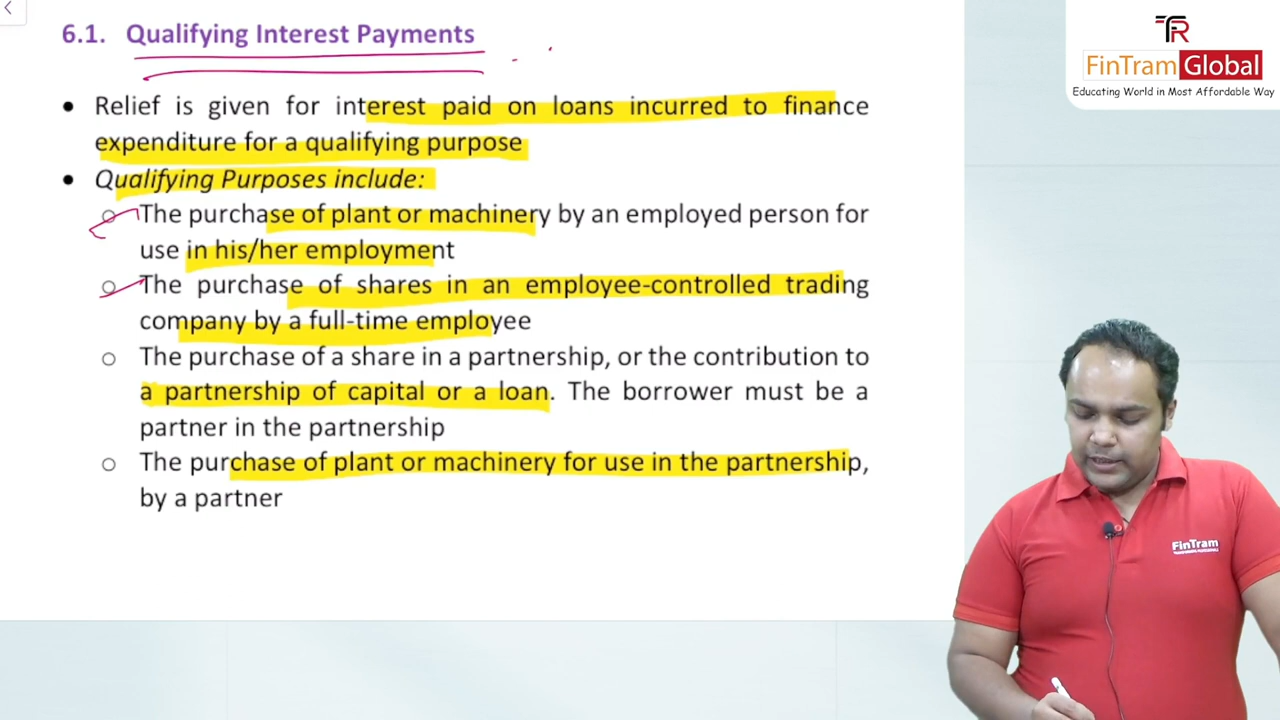 6.1. Qualifying Interest Payments
• Relief is given for interest paid on loans incurred to finance
expenditure for a qualifying purpose
• Qualifying Purposes include:
o The purchase of plant or machinery by an employed person for
use in his/her employment
o The purchase of shares in an employee-controlled trading
company by a full-time employee
o The purchase of a share in a partnership, or the contribution to
a partnership of capital or a loan. The borrower must be a
partner in the partnership
o The purchase of plant or machinery for use in the partnership,
by a partner
FinTram Global
Educating World in Most Affordable Way
FinTram